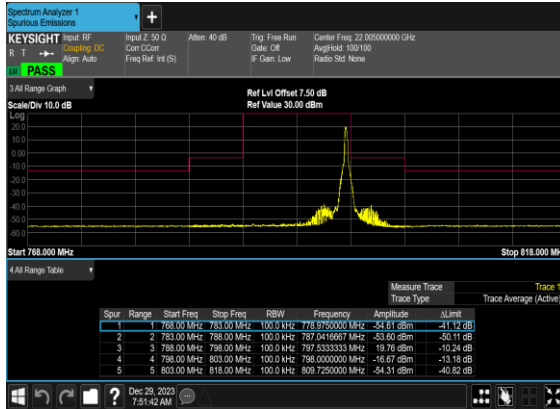 Spectrum Analyzer 1
Spurious Emissions
+
KEYSIGHT Input: RF Input Z: 50 Ω Atten: 40 dB Trig: Free Run Center Freq: 22.005000000 GHz
R T Coupling: DC Corr CCorr Gate: Off Avg|Hold: 100/100
Align: Auto Freq Ref: Int (S) IF Gain: Low Radio Std: None
LW PASS
3 All Range Graph
Ref Lvl Offset 7.50 dB
Scale/Div 10.0 dB Ref Value 30.00 dBm
Log
20.0
10.0
0.00
-10.0
-20.0
-30.0
-40.0
-50.0
-60.0
Start 768.000 MHz Stop 818.000 MH
4 All Range Table
Measure Trace Trace 1
Trace Type Trace Average (Active)
Spur Range Start Freq Stop Freq RBW Frequency Amplitude ΔLimit
1 1 768.00 MHz 783.00 MHz 100.0 kHz 778.9750000 MHz -54.61 dBm -41.12 dB
2 2 783.00 MHz 788.00 MHz 100.0 kHz 787.0416667 MHz -53.60 dBm -50.11 dB
3 3 788.00 MHz 798.00 MHz 100.0 kHz 797.5333333 MHz 19.76 dBm -10.24 dB
4 4 798.00 MHz 803.00 MHz 100.0 kHz 798.0000000 MHz -16.67 dBm -13.18 dB
5 5 803.00 MHz 818.00 MHz 100.0 kHz 809.7250000 MHz -54.31 dBm -40.82 dB
? Dec 29, 2023
7:51:42 AM